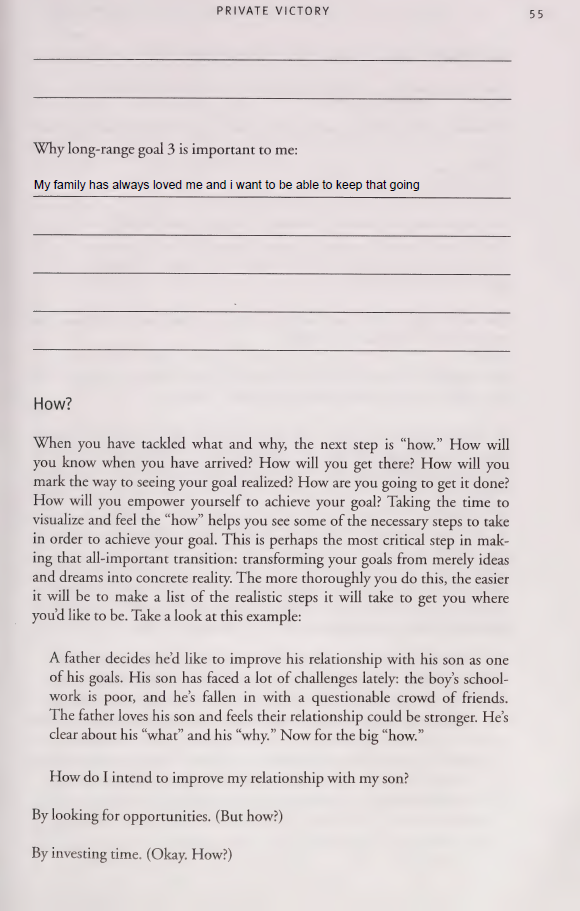 PRIVATE VICTORY 55
Why long-range goal 3 is important to me:
My family has always loved me and i want to be able to keep that going
How?
When you have tackled what and why, the next step is “how.” How will
you know when you have arrived? How will you get there? How will you
mark the way to seeing your goal realized? How are you going to get it done?
How will you empower yourself to achieve your goal? Taking the time to
visualize and feel the “how” helps you see some of the necessary steps to take
in order to achieve your goal. This is perhaps the most critical step in mak-
ing that all-important transition: transforming your goals from merely ideas
and dreams into concrete reality. The more thoroughly you do this, the easier
it will be to make a list of the realistic steps it will take to get you where
you’d like to be. Take a look at this example:
A father decides he’d like to improve his relationship with his son as one
of his goals. His son has faced a lot of challenges lately: the boy’s school-
work is poor, and he’s fallen in with a questionable crowd of friends.
The father loves his son and feels their relationship could be stronger. He’s
clear about his “what” and his “why.” Now for the big “how.”
How do I intend to improve my relationship with my son?
By looking for opportunities. (But how?)
By investing time. (Okay. How?)